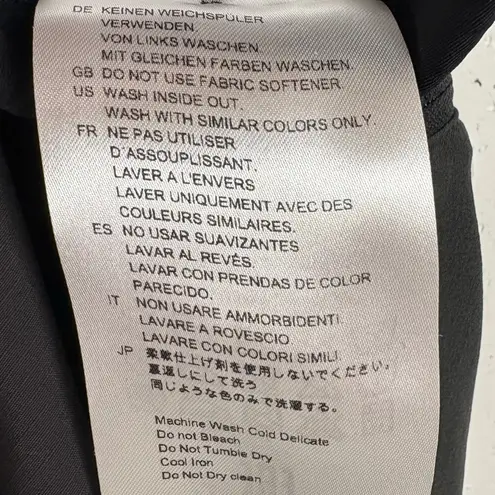 DE KEINEN WEICHSPÜLER
VERWENDEN.
VON LINKS WASCHEN.
MIT GLEICHEN FARBEN WASCHEN.
GB DO NOT USE FABRIC SOFTENER.
US WASH INSIDE OUT.
WASH WITH SIMILAR COLORS ONLY.
FR NE PAS UTILISER
D'ASSOUPLISSANT.
LAVER A L'ENVERS
LAVER UNIQUEMENT AVEC DES
COULEURS SIMILAIRES.
ES NO USAR SUAVIZANTES
LAVAR AL REVÉS.
LAVAR CON PRENDAS DE COLOR
PARECIDO.
IT NON USARE AMMORBIDENTI.
LAVARE A ROVESCIO.
LAVARE CON COLORI SIMILI.
JP 柔軟仕上げ剤を使用しないでください。
裏返しにして洗う
同じような色のみで洗濯する。
Machine Wash Cold Delicate
Do not Bleach
Do Not Tumble Dry
Cool Iron
Do Not Dry clean